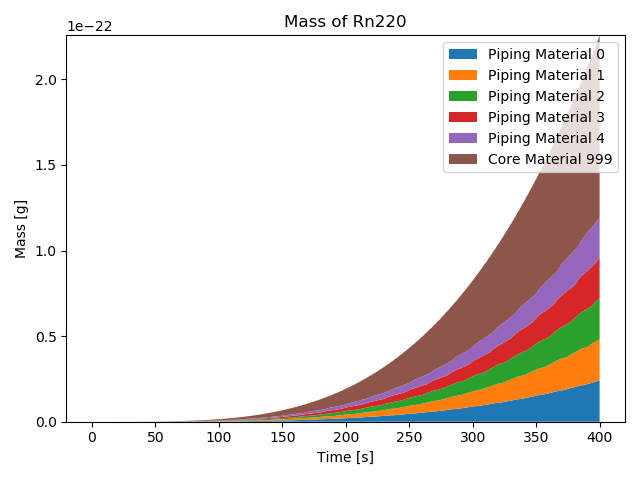 Mass of Rn220
1e−22
Mass [g]
2.0
1.5
1.0
0.5
0.0
Piping Material 0
Piping Material 1
Piping Material 2
Piping Material 3
Piping Material 4
Core Material 999
0 50 100 150 200 250 300 350 400
Time [s]